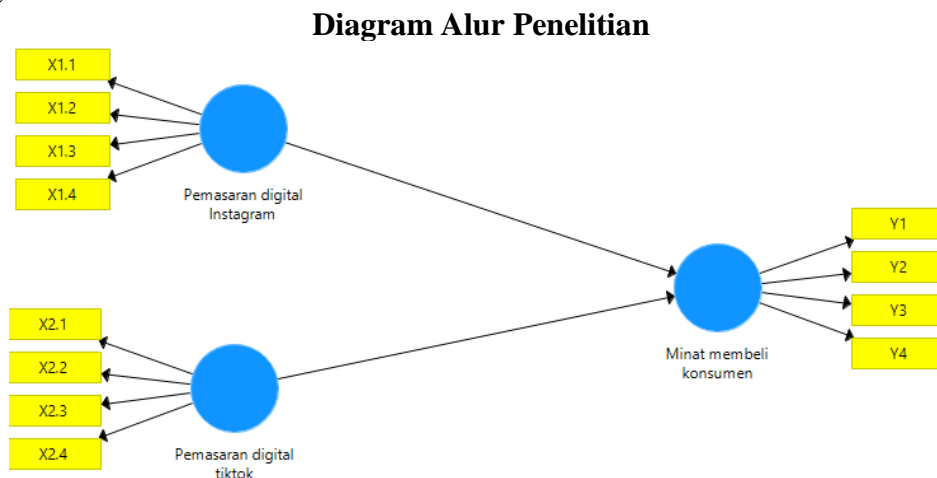 Diagram Alur Penelitian
X1.1
X1.2
X1.3
X1.4
Pemasaran digital
Instagram
X2.1
X2.2
X2.3
X2.4
Pemasaran digital
tiktok
Minat membeli
konsumen
Y1
Y2
Y3
Y4